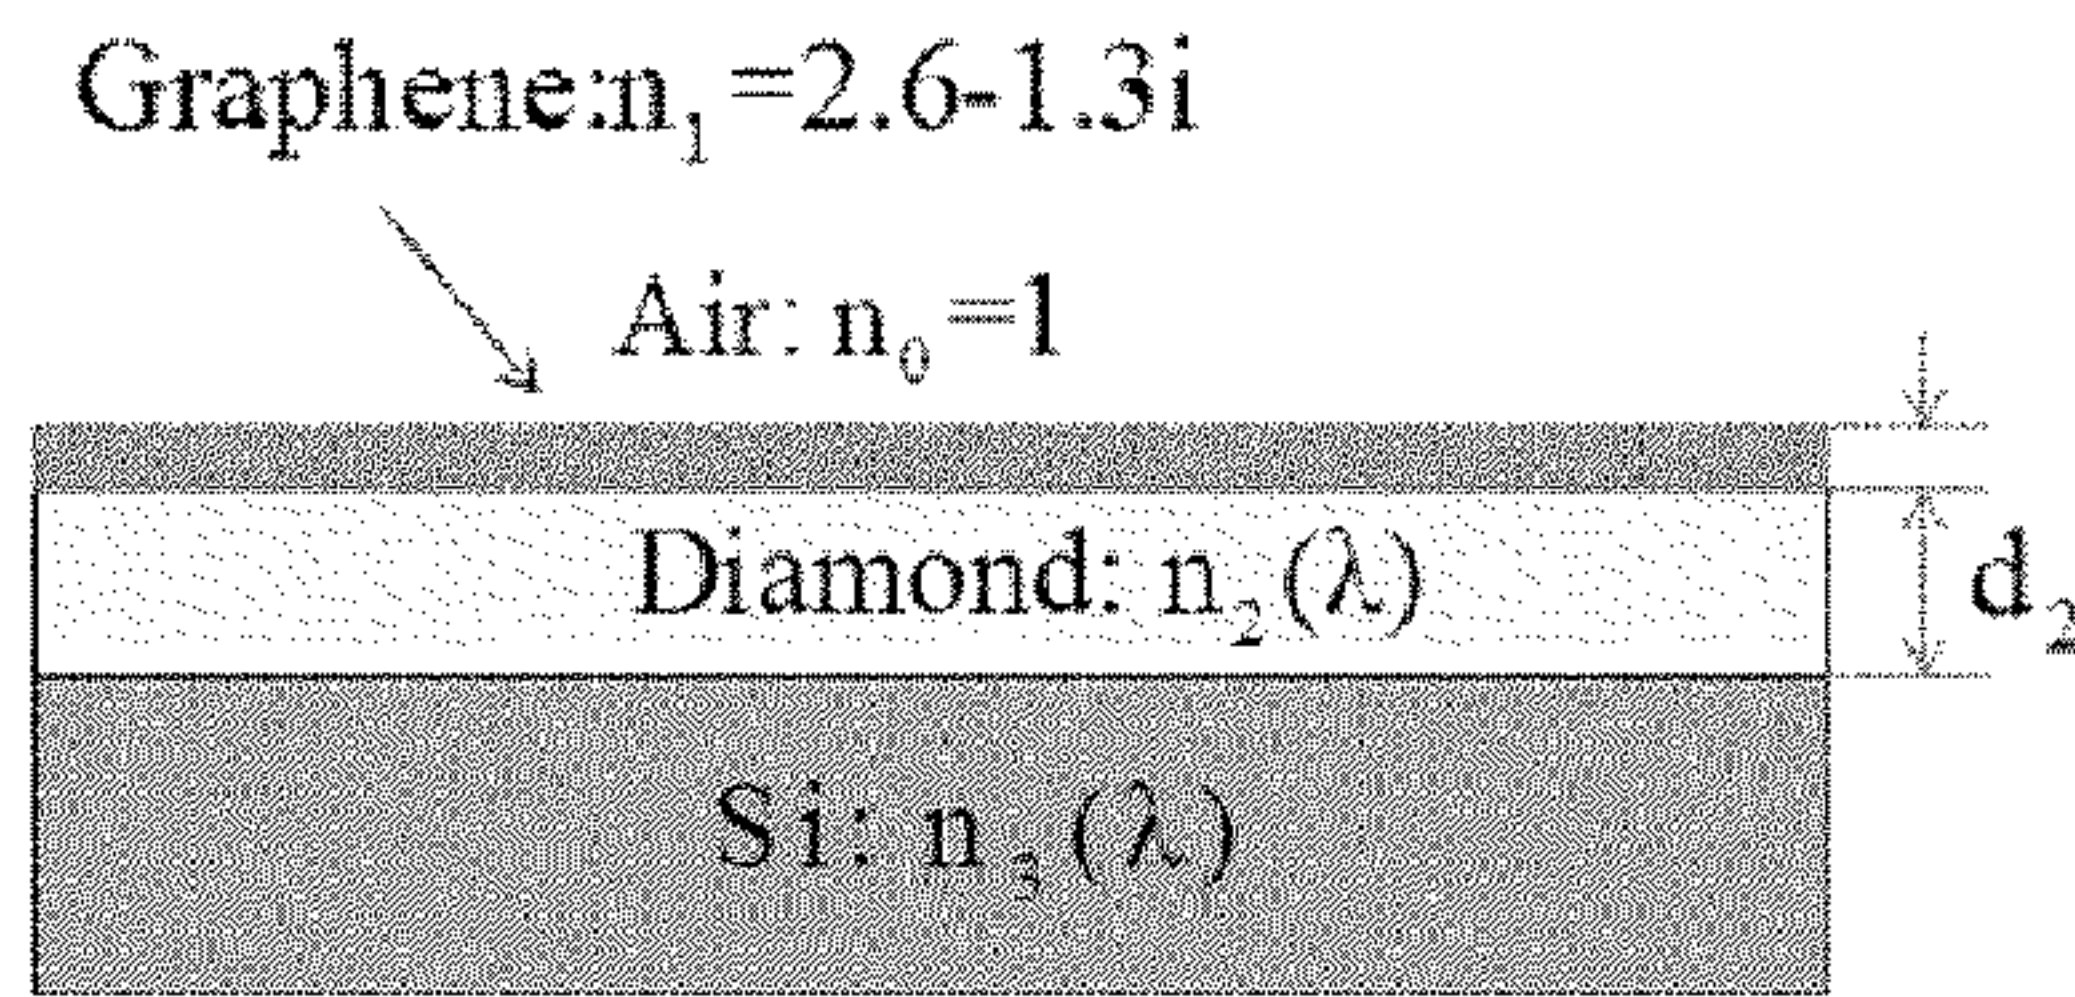 Graphene:n₁=2.6-1.3i
Air: n₀=1
Diamond: n₂(λ)
d₂
Si: n₃(λ)